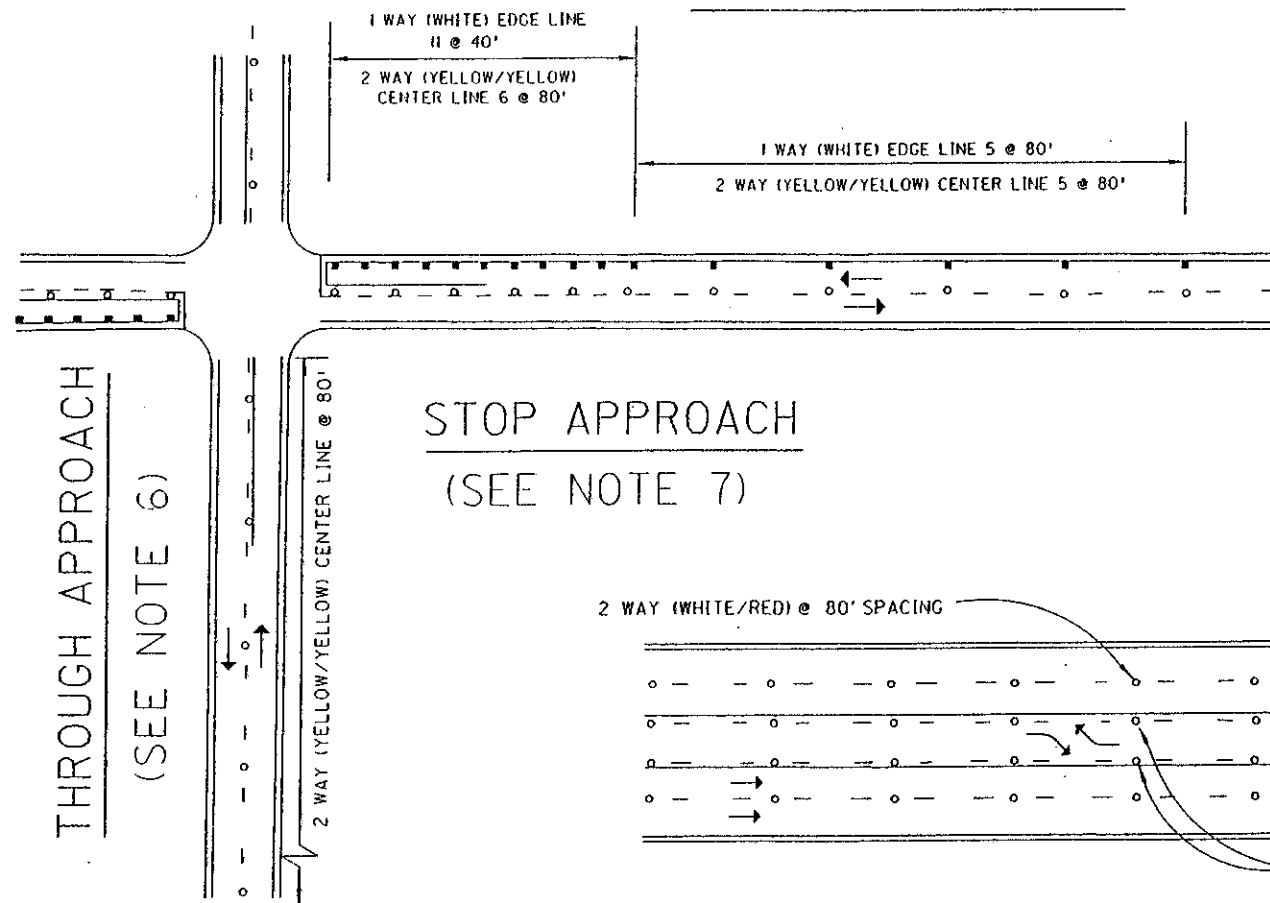 1 WAY (WHITE) EDGE LINE
11 @ 40'
2 WAY (YELLOW/YELLOW)
CENTER LINE 6 @ 80'
1 WAY (WHITE) EDGE LINE 5 @ 80'
2 WAY (YELLOW/YELLOW) CENTER LINE 5 @ 80'
THROUGH APPROACH
(SEE NOTE 6)
2 WAY (YELLOW/YELLOW) CENTER LINE @ 80'
STOP APPROACH
(SEE NOTE 7)
2 WAY (WHITE/RED) @ 80' SPACING